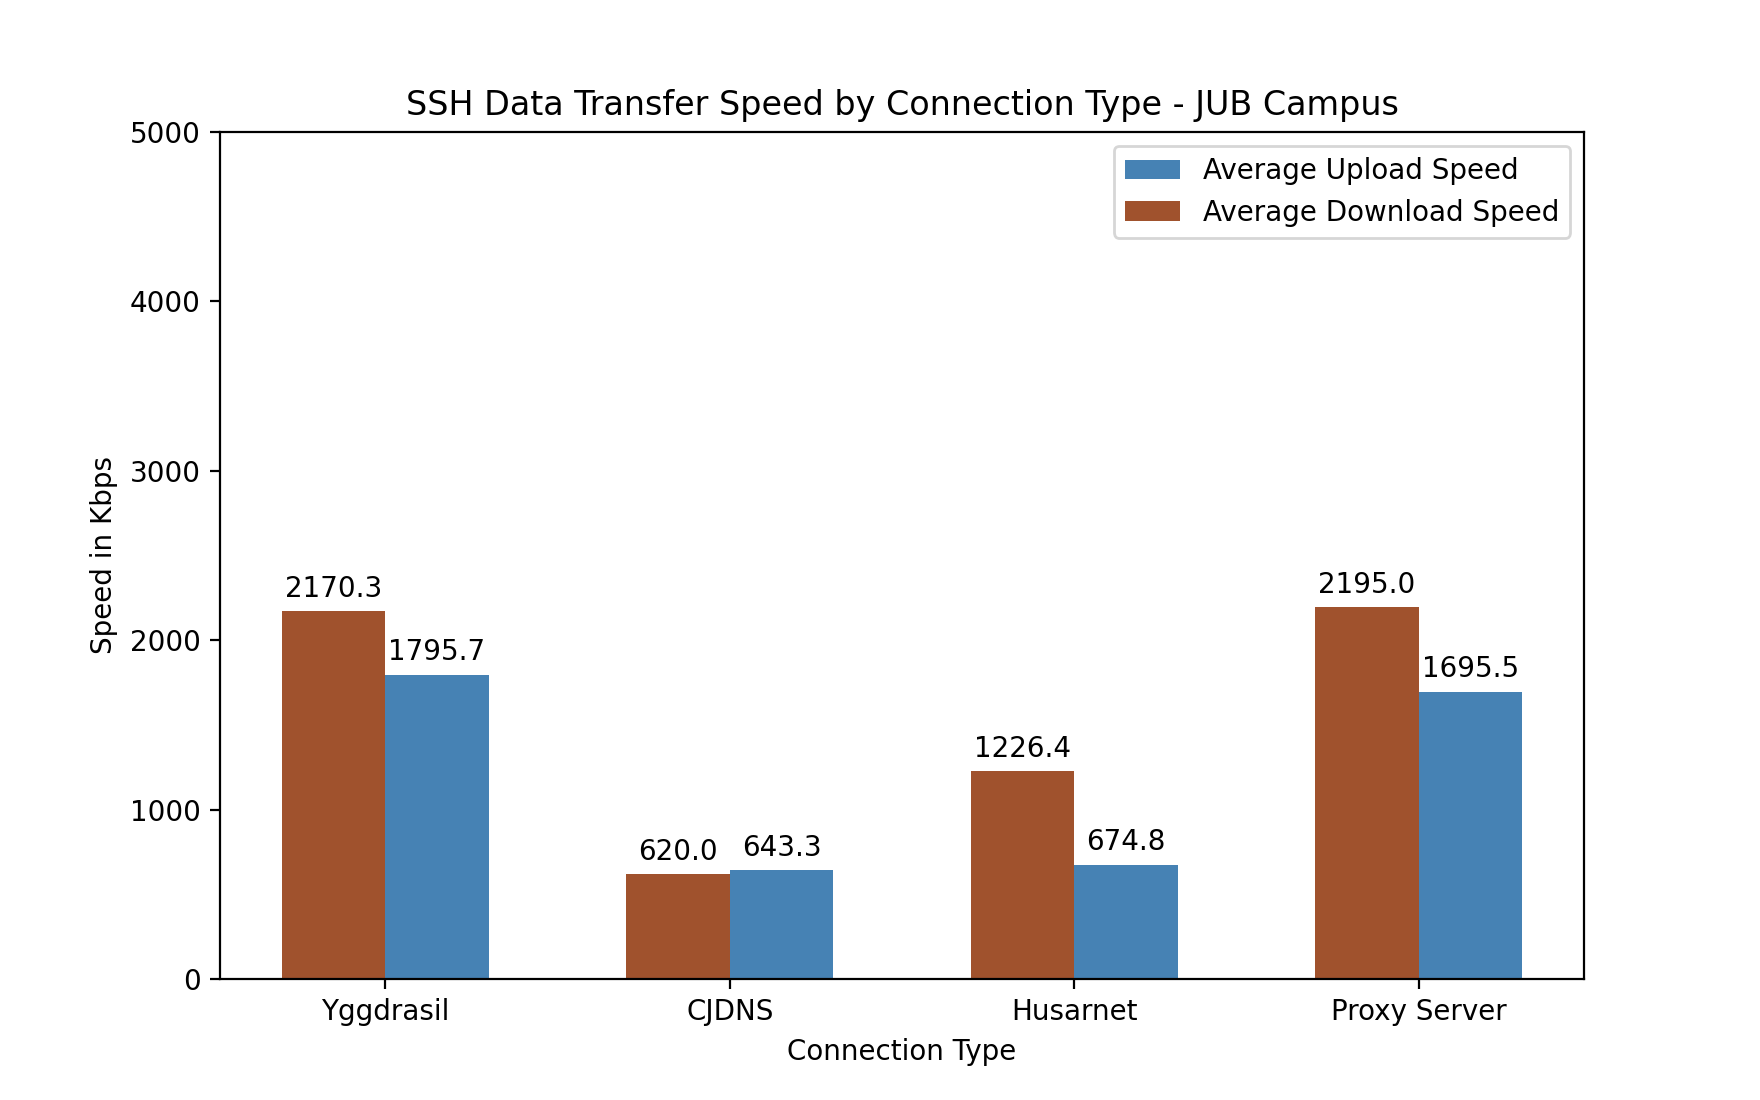 SSH Data Transfer Speed by Connection Type - JUB Campus
Average Upload Speed
Average Download Speed
5000
4000
3000
2000
1000
0
Speed in Kbps
2170.3
1795.7
620.0
643.3
1226.4
674.8
2195.0
1695.5
Yggdrasil
CJDNS
Husarnet
Proxy Server
Connection Type